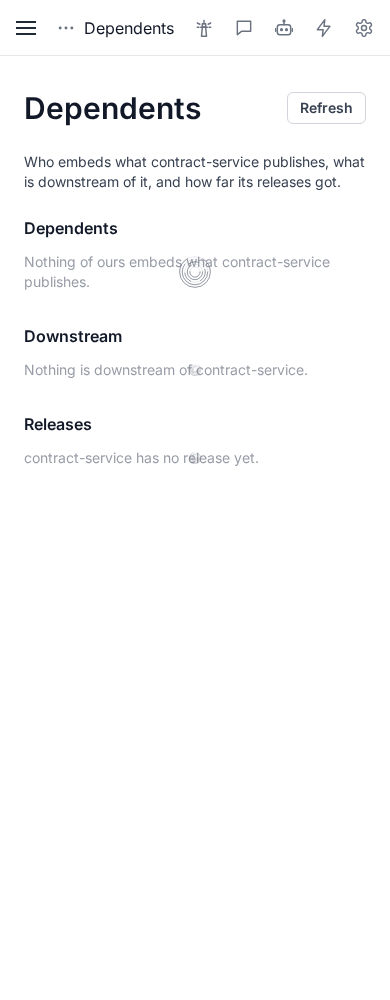 Dependents
Dependents
Refresh
Who embeds what contract-service publishes, what
is downstream of it, and how far its releases got.
Dependents
Nothing of ours embeds what contract-service
publishes.
Downstream
Nothing is downstream of contract-service.
Releases
contract-service has no release yet.